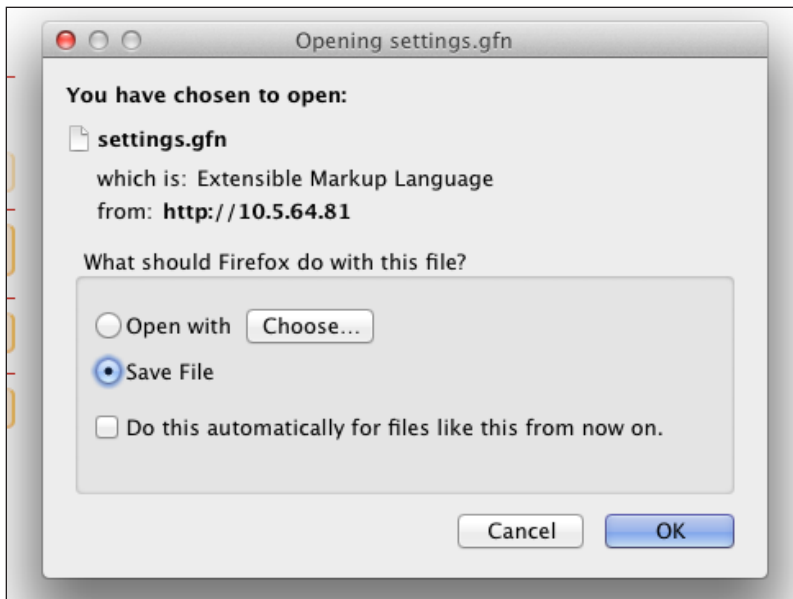 Opening settings.gfn
You have chosen to open:
settings.gfn
which is: Extensible Markup Language
from: http://10.5.64.81
What should Firefox do with this file?
Open with Choose...
Save File
Do this automatically for files like this from now on.
Cancel OK